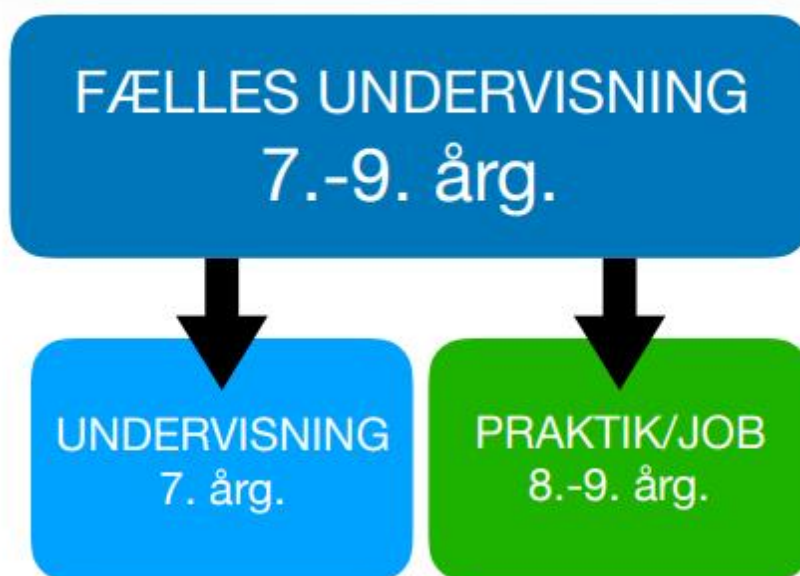 FÆLLES UNDERVISNING
7.-9. årg.
UNDERVISNING
7. årg.
PRAKTIK/JOB
8.-9. årg.